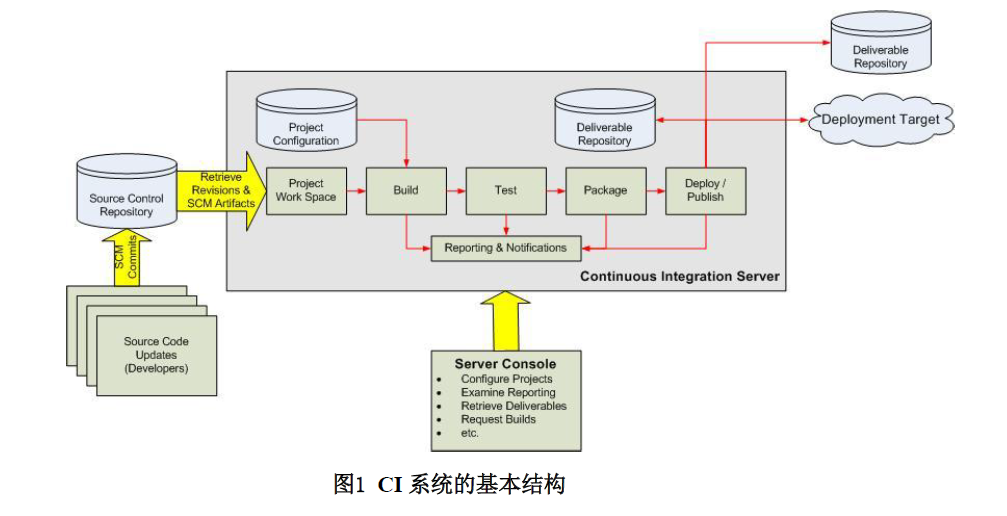 Deliverable
Repository
Deployment Target
Project
Configuration
Deliverable
Repository
Source Control
Repository
Retrieve
Revisions &
SCM Artifacts
Project
Work Space
Build
Test
Package
Deploy /
Publish
Reporting & Notifications
Continuous Integration Server
SCM
Commits
Source Code
Updates
(Developers)
Server Console
• Configure Projects
• Examine Reporting
• Retrieve Deliverables
• Request Builds
• etc.
图1 CI 系统的基本结构